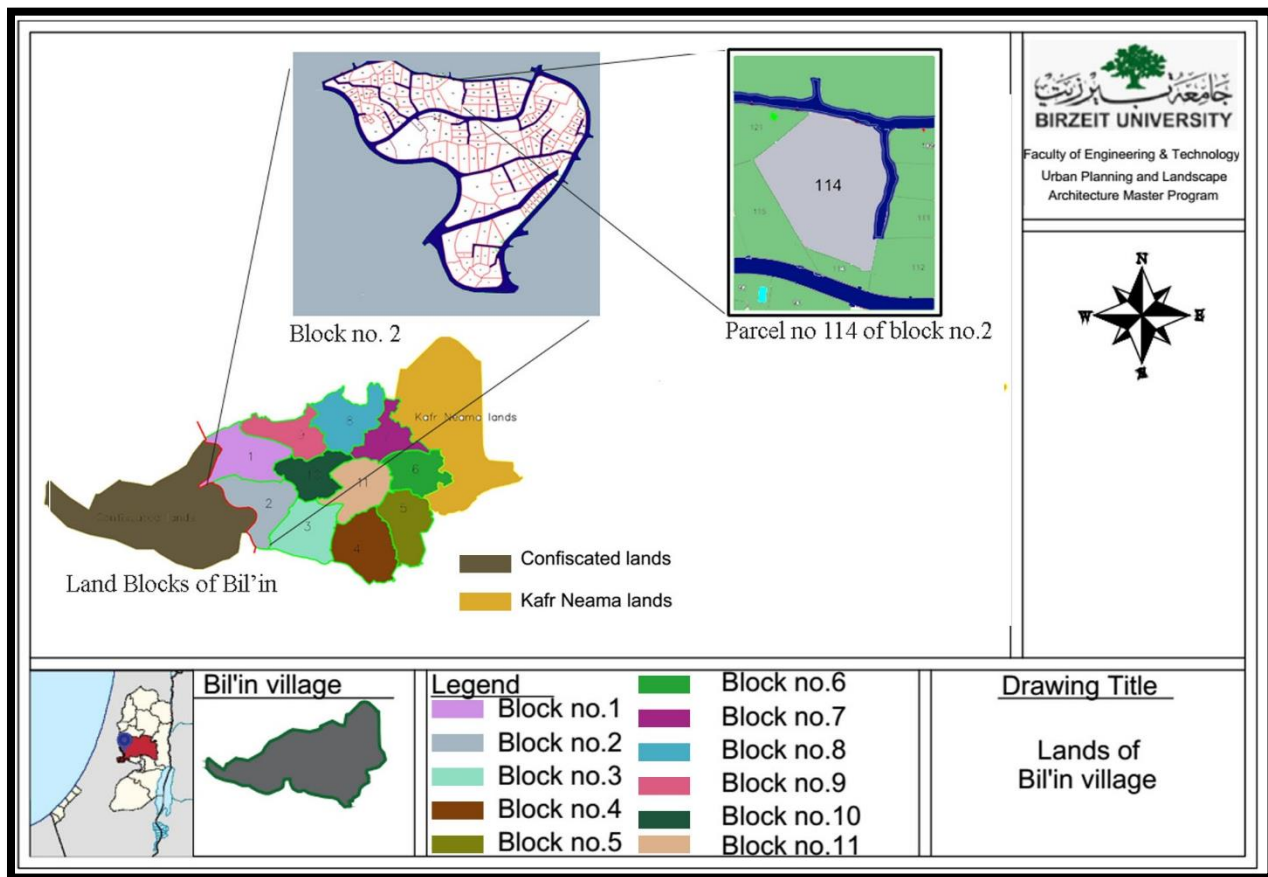 جامعة بيرزيت
BIRZEIT UNIVERSITY
Faculty of Engineering & Technology
Urban Planning and Landscape
Architecture Master Program
N
W
E
121
114
115
111
112
Block no. 2
Parcel no 114 of block no.2
Kafr Neama lands
8
1
6
11
2
5
3
4
Confiscated lands
Land Blocks of Bil'in
Confiscated lands
Kafr Neama lands
Bil'in village
Legend
Block no.1
Block no.2
Block no.3
Block no.4
Block no.5
Block no.6
Block no.7
Block no.8
Block no.9
Block no.10
Block no.11
Drawing Title
Lands of
Bil'in village